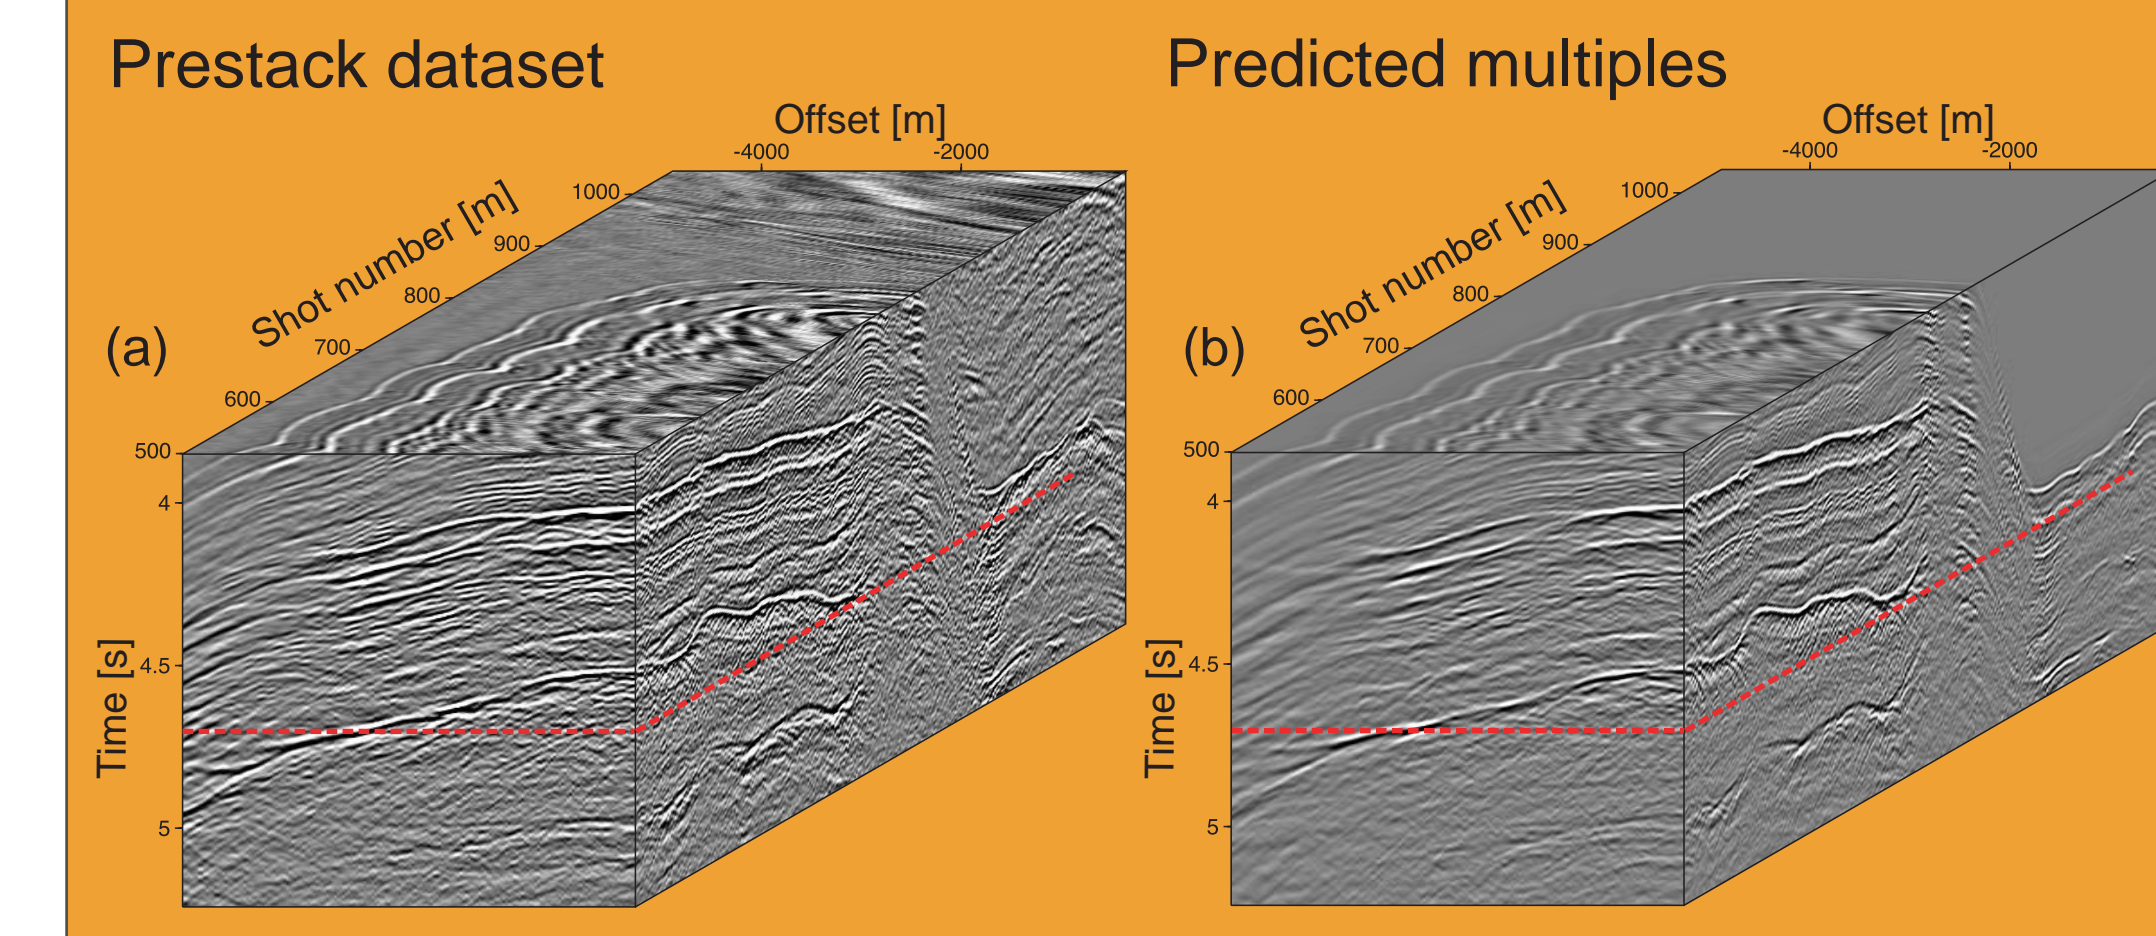 Prestack dataset
Offset [m]
-4000
-2000
Shot number [m]
1000
900
800
700
600
500
(a)
Time [s]
4
4.5
5
Predicted multiples
Offset [m]
-4000
-2000
Shot number [m]
1000
900
800
700
600
500
(b)
Time [s]
4
4.5
5